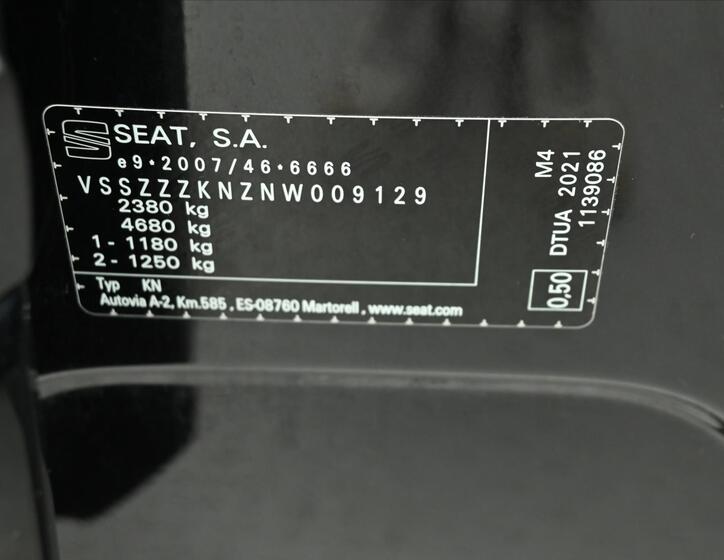 SEAT, S.A.
e9*2007/46*6666
VSSZZZKNZNW009129
2380 kg
4680 kg
1 - 1180 kg
2 - 1250 kg
Typ KN
Autovia A-2, Km.585 , ES-08760 Martorell , www.seat.com
M4
DTUA 2021
1139086
0,50